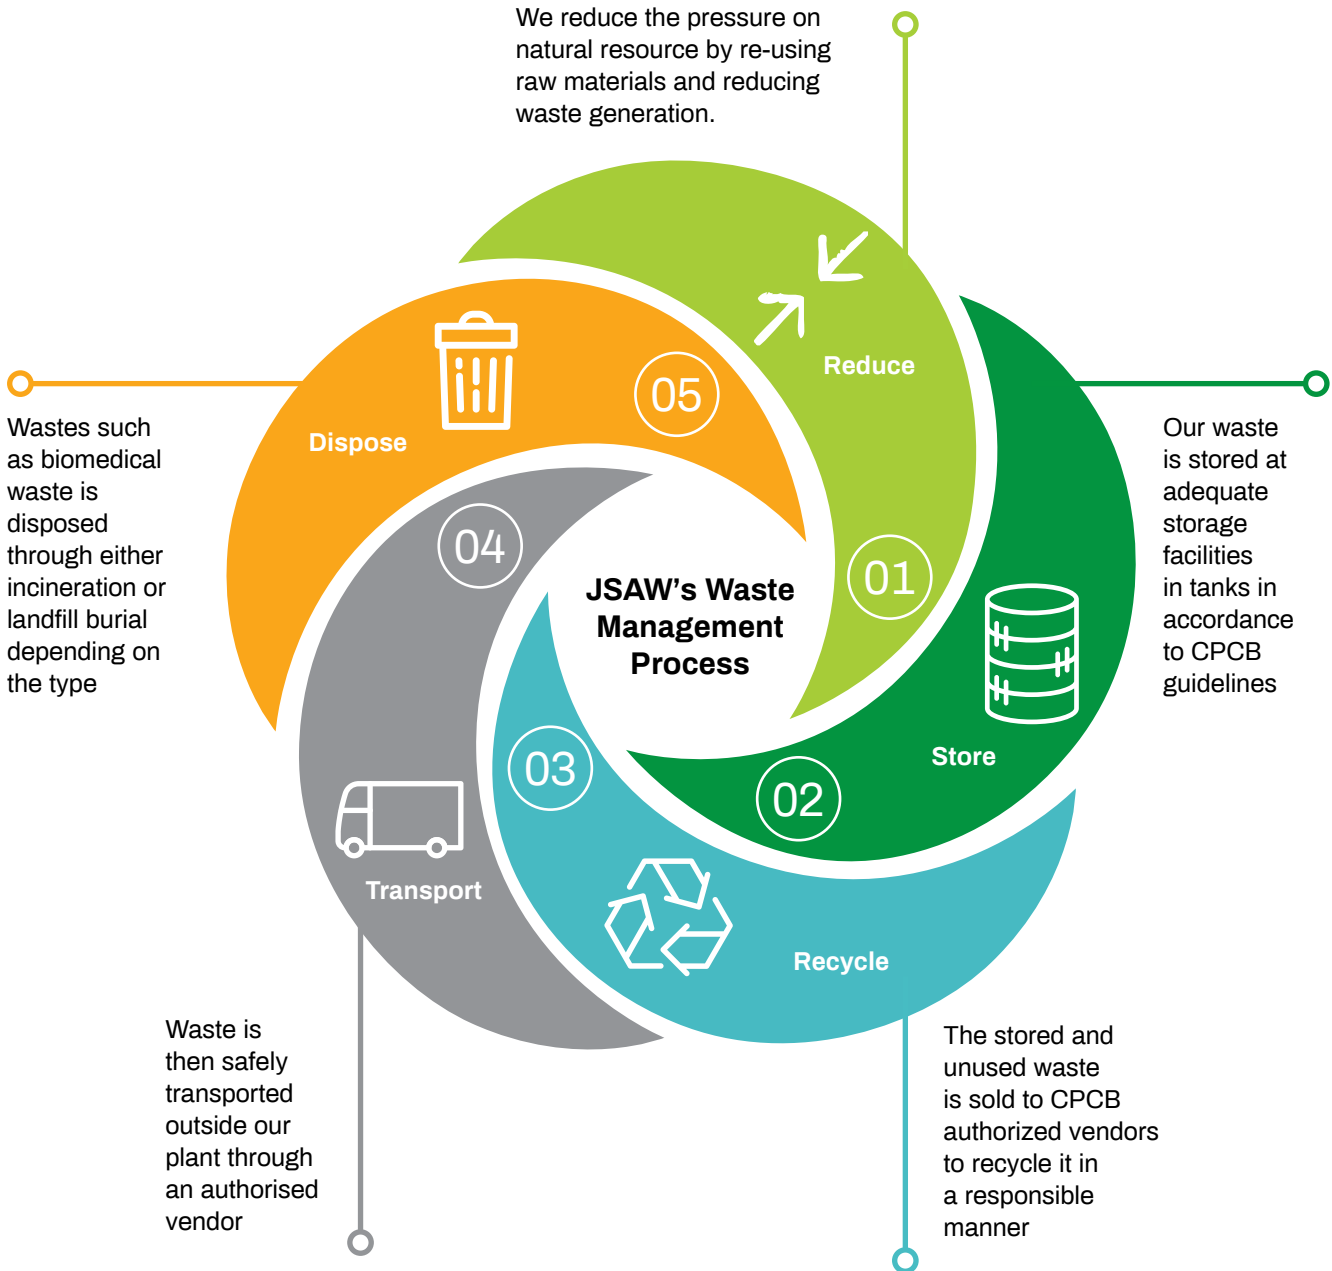 We reduce the pressure on
natural resource by re-using
raw materials and reducing
waste generation.
Reduce
01
Our waste
is stored at
adequate
storage
facilities
in tanks in
accordance
to CPCB
guidelines
Store
02
The stored and
unused waste
is sold to CPCB
authorized vendors
to recycle it in
a responsible
manner
Recycle
03
Waste is
then safely
transported
outside our
plant through
an authorised
vendor
Transport
04
Wastes such
as biomedical
waste is
disposed
through either
incineration or
landfill burial
depending on
the type
Dispose
05
JSAW’s Waste
Management
Process